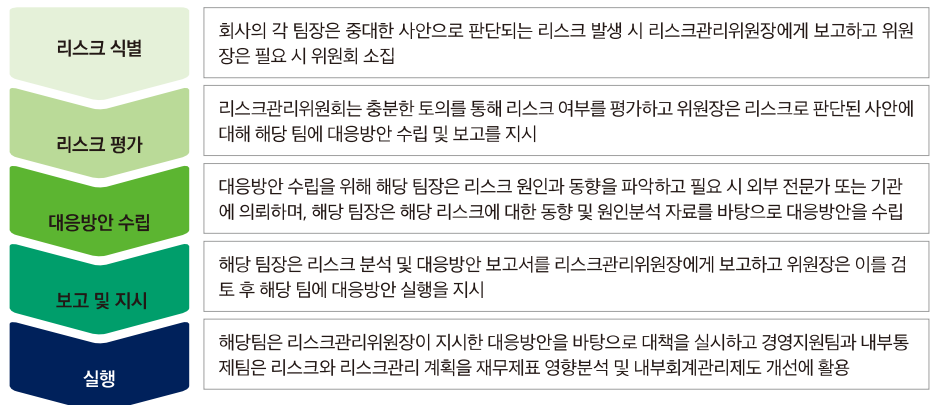 리스크 식별
회사의 각 팀장은 중대한 사안으로 판단되는 리스크 발생 시 리스크관리위원장에게 보고하고 위원
장은 필요 시 위원회 소집
리스크 평가
리스크관리위원회는 충분한 토의를 통해 리스크 여부를 평가하고 위원장은 리스크로 판단된 사안에
대해 해당 팀에 대응방안 수립 및 보고를 지시
대응방안 수립
대응방안 수립을 위해 해당 팀장은 리스크 원인과 동향을 파악하고 필요 시 외부 전문가 또는 기관
에 의뢰하며, 해당 팀장은 해당 리스크에 대한 동향 및 원인분석 자료를 바탕으로 대응방안을 수립
보고 및 지시
해당 팀장은 리스크 분석 및 대응방안 보고서를 리스크관리위원장에게 보고하고 위원장은 이를 검
토 후 해당 팀에 대응방안 실행을 지시
실행
해당팀은 리스크관리위원장이 지시한 대응방안을 바탕으로 대책을 실시하고 경영지원팀과 내부통
제팀은 리스크와 리스크관리 계획을 재무제표 영향분석 및 내부회계관리제도 개선에 활용